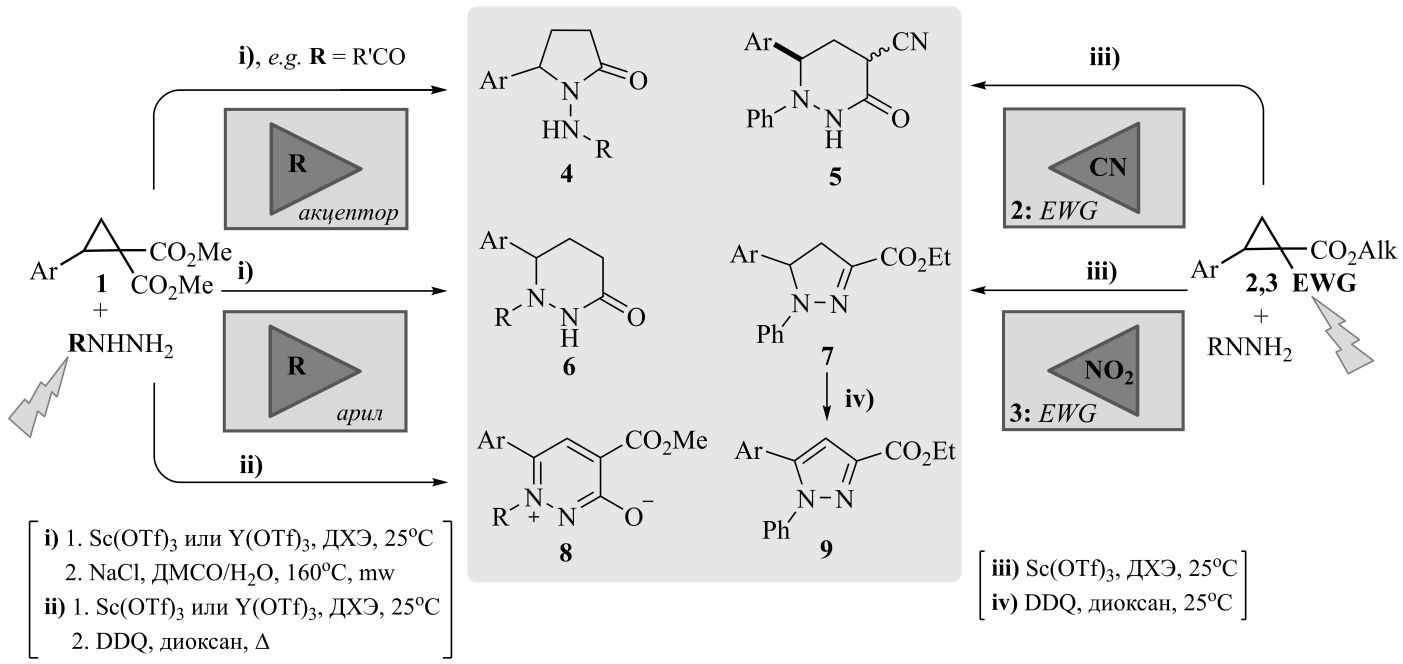 i), e.g. R = R'CO
R
акцептор
Ar
CO₂Me
CO₂Me
1
+
RNHNH₂
i)
R
арил
ii)
Ar
N
O
HN
R
4
Ar
CN
N
Ph
N
H
O
5
Ar
N
R
N
H
O
6
Ar
CO₂Et
N
N
Ph
7
iv)
Ar
CO₂Me
N
+
R
N
O
−
8
Ar
CO₂Et
N
N
Ph
9
iii)
CN
2: EWG
Ar
CO₂Alk
2,3 EWG
+
RNNH₂
iii)
NO₂
3: EWG
i) 1. Sc(OTf)₃ или Y(OTf)₃, ДХЭ, 25°C
2. NaCl, ДМСО/H₂O, 160°C, mw
ii) 1. Sc(OTf)₃ или Y(OTf)₃, ДХЭ, 25°C
2. DDQ, диоксан, Δ
iii) Sc(OTf)₃, ДХЭ, 25°C
iv) DDQ, диоксан, 25°C